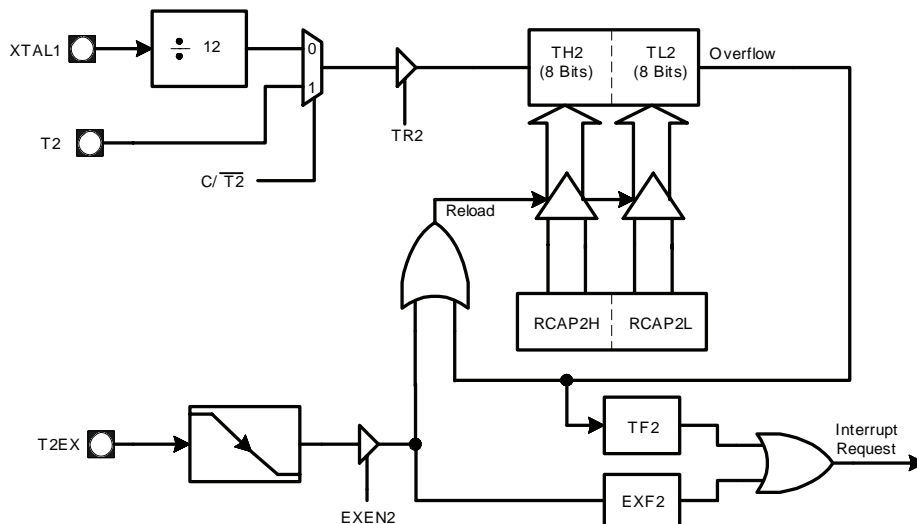 XTAL1
÷ 12
0
1
T2
C/ T2
TR2
TH2
(8 Bits)
TL2
(8 Bits)
Overflow
Reload
RCAP2H
RCAP2L
T2EX
EXEN2
TF2
EXF2
Interrupt
Request